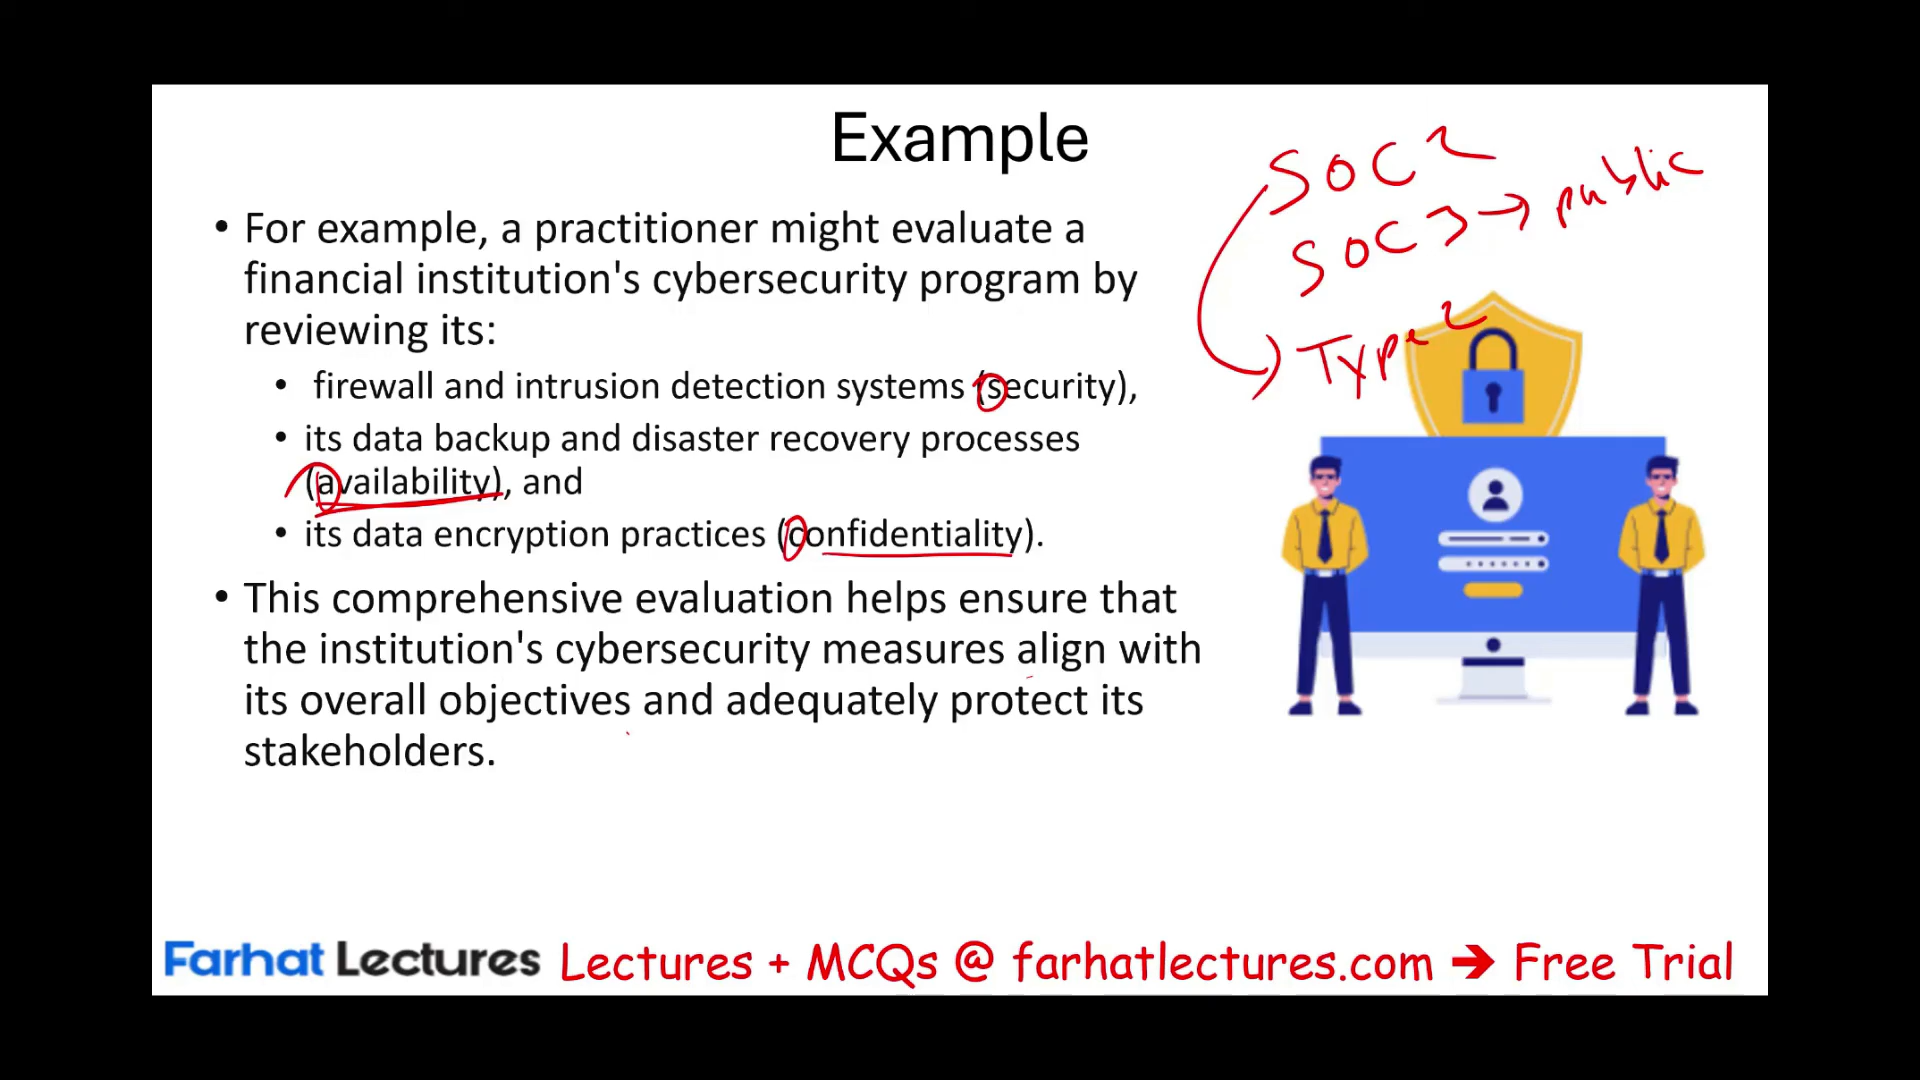 Example
• For example, a practitioner might evaluate a
financial institution's cybersecurity program by
reviewing its:
• firewall and intrusion detection systems (security),
• its data backup and disaster recovery processes
(availability), and
• its data encryption practices (confidentiality).
• This comprehensive evaluation helps ensure that
the institution's cybersecurity measures align with
its overall objectives and adequately protect its
stakeholders.
SOC 2
SOC 3 → public
Type 2
Farhat Lectures Lectures + MCQs @ farhatlectures.com ➔ Free Trial